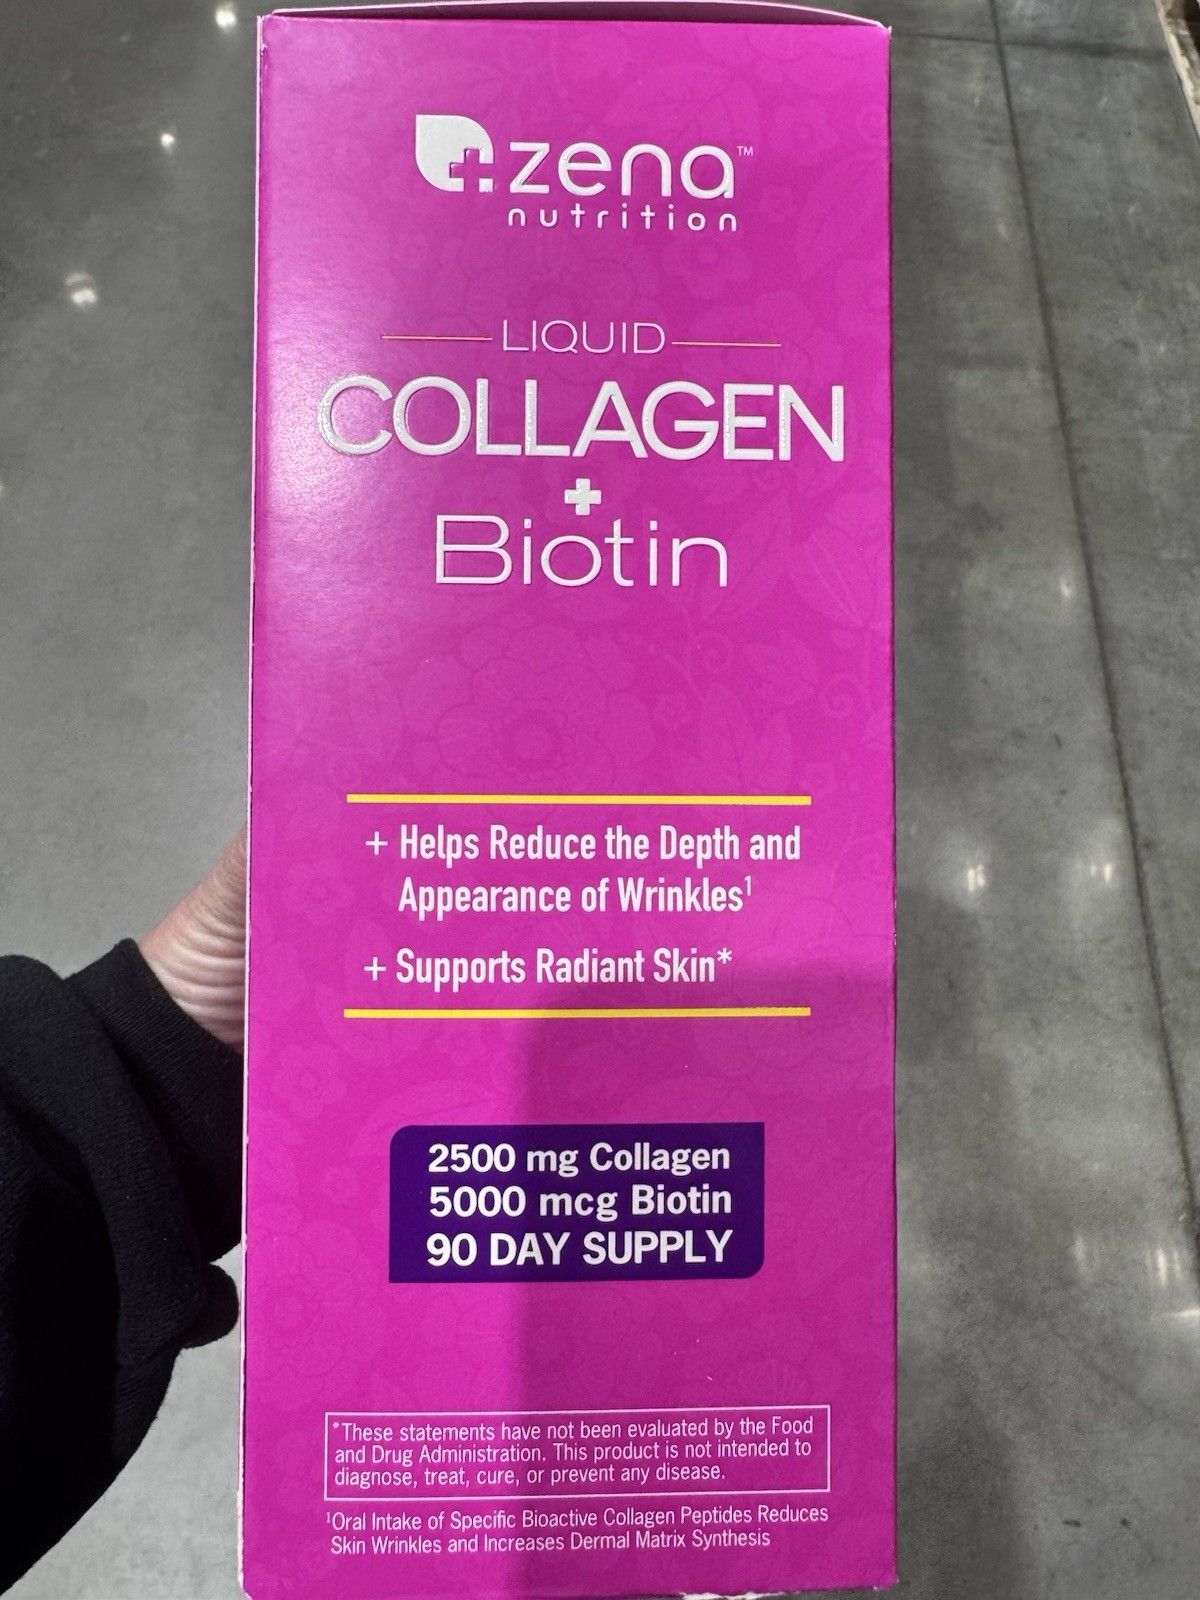 zena™
nutrition
LIQUID
COLLAGEN
+
Biotin
+ Helps Reduce the Depth and
Appearance of Wrinkles¹
+ Supports Radiant Skin*
2500 mg Collagen
5000 mcg Biotin
90 DAY SUPPLY
*These statements have not been evaluated by the Food
and Drug Administration. This product is not intended to
diagnose, treat, cure, or prevent any disease.
¹Oral Intake of Specific Bioactive Collagen Peptides Reduces
Skin Wrinkles and Increases Dermal Matrix Synthesis